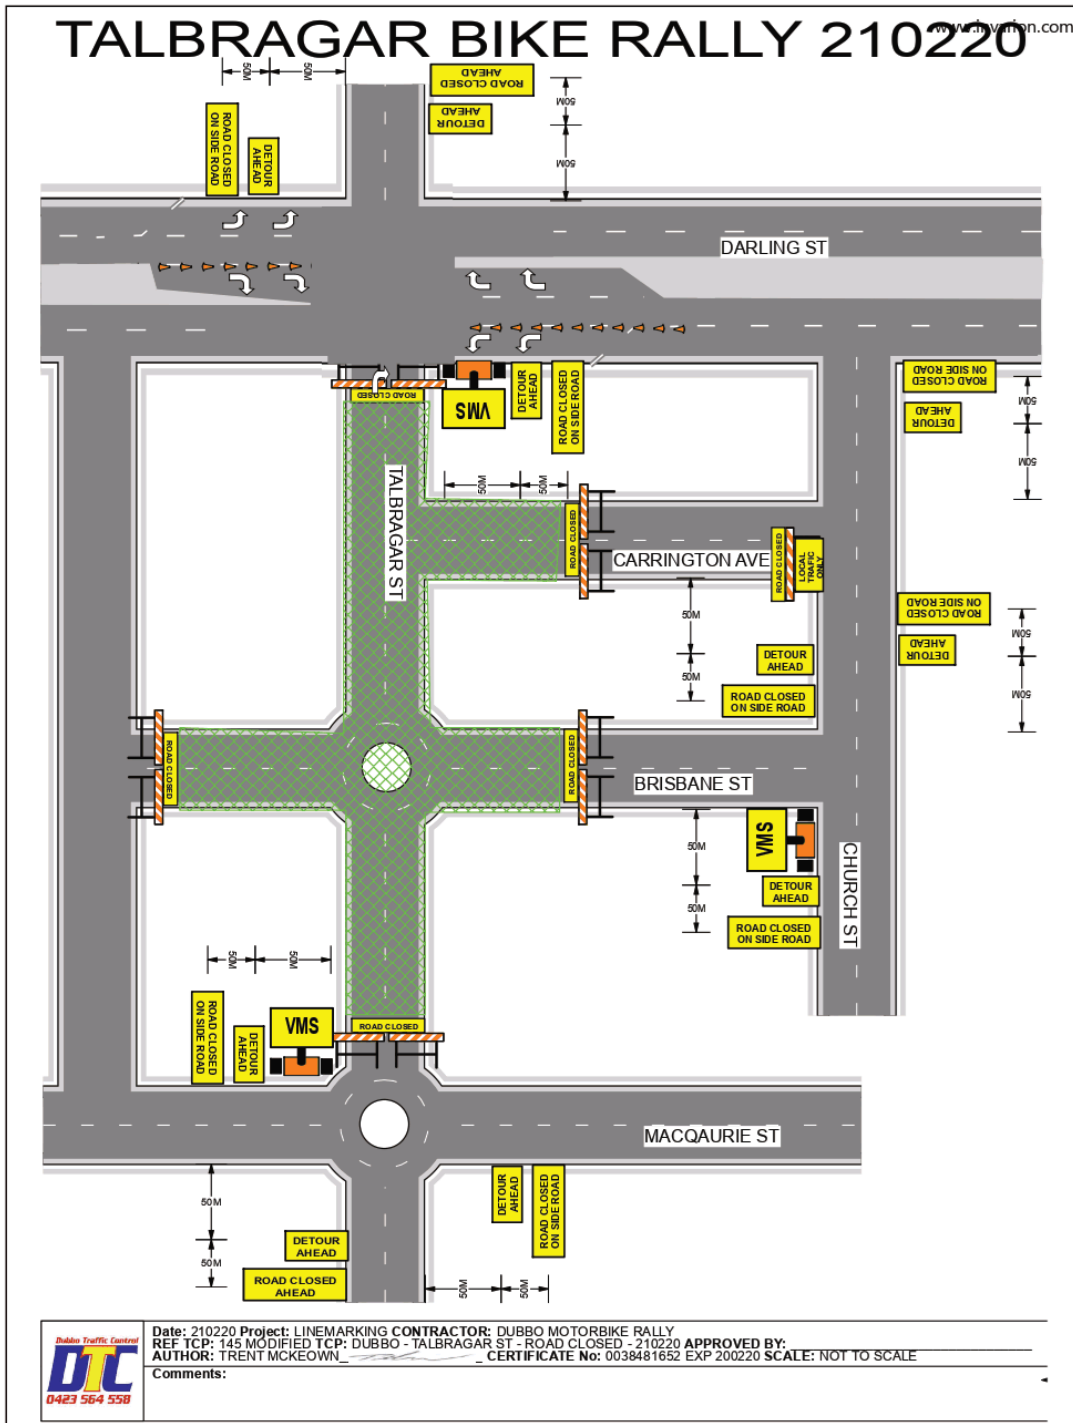 TALBRAGAR BIKE RALLY 210220
www.invarion.com
50M
50M
ROAD CLOSED
AHEAD
DETOUR
AHEAD
50M
50M
ROAD CLOSED
ON SIDE ROAD
DETOUR
AHEAD
DARLING ST
ROAD CLOSED
VMS
DETOUR
AHEAD
ROAD CLOSED
ON SIDE ROAD
ROAD CLOSED
ON SIDE ROAD
DETOUR
AHEAD
50M
50M
TALBRAGAR ST
50M
50M
ROAD CLOSED
CARRINGTON AVE
ROAD CLOSED
LOCAL
TRAFIC
ONLY
50M
50M
DETOUR
AHEAD
ROAD CLOSED
ON SIDE ROAD
ROAD CLOSED
ON SIDE ROAD
DETOUR
AHEAD
50M
50M
ROAD CLOSED
ROAD CLOSED
BRISBANE ST
VMS
50M
50M
DETOUR
AHEAD
ROAD CLOSED
ON SIDE ROAD
CHURCH ST
50M
50M
ROAD CLOSED
ON SIDE ROAD
DETOUR
AHEAD
VMS
ROAD CLOSED
MACQAURIE ST
50M
50M
DETOUR
AHEAD
ROAD CLOSED
AHEAD
DETOUR
AHEAD
ROAD CLOSED
ON SIDE ROAD
50M
50M
Dubbo Traffic Control
DTC
0423 564 558
Date: 210220 Project: LINEMARKING CONTRACTOR: DUBBO MOTORBIKE RALLY
REF TCP: 145 MODIFIED TCP: DUBBO - TALBRAGAR ST - ROAD CLOSED - 210220 APPROVED BY:
AUTHOR: TRENT MCKEOWN CERTIFICATE No: 0038481652 EXP 200220 SCALE: NOT TO SCALE
Comments: